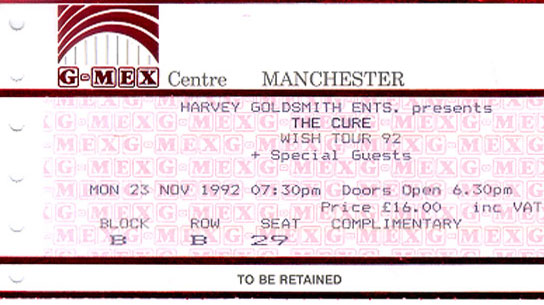 G-MEX Centre MANCHESTER
HARVEY GOLDSMITH ENTS. presents
THE CURE
WISH TOUR 92
+ Special Guests
MON 23 NOV 1992 07:30pm Doors Open 6.30pm
Price £16.00 inc VAT
BLOCK ROW SEAT COMPLIMENTARY
B B 29
TO BE RETAINED